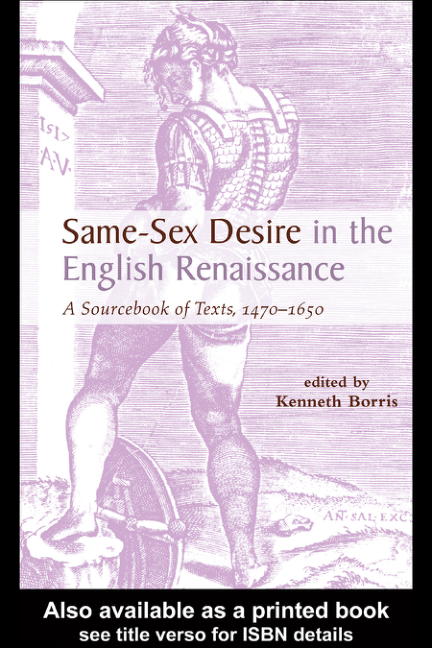 1517
·A·V·
Same-Sex Desire in the
English Renaissance
A Sourcebook of Texts, 1470–1650
edited by
Kenneth Borris
AN·SAL·EXC
Also available as a printed book
see title verso for ISBN details